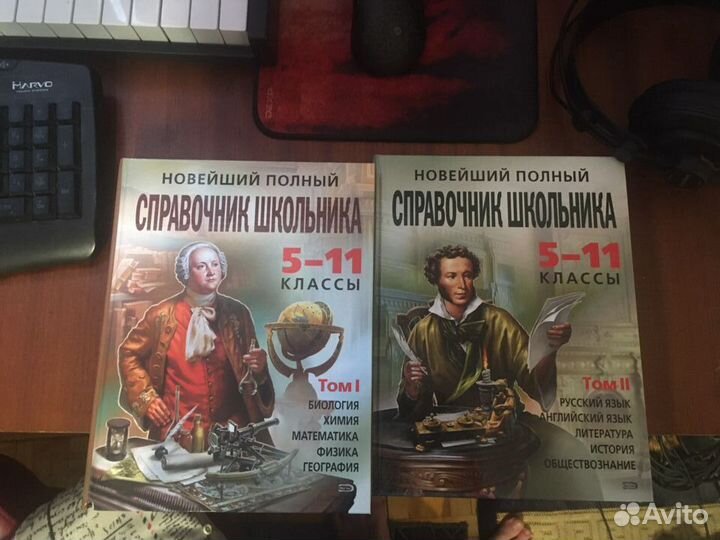 MARVO
НОВЕЙШИЙ ПОЛНЫЙ
СПРАВОЧНИК ШКОЛЬНИКА
5–11
КЛАССЫ
Том I
БИОЛОГИЯ
ХИМИЯ
МАТЕМАТИКА
ФИЗИКА
ГЕОГРАФИЯ
НОВЕЙШИЙ ПОЛНЫЙ
СПРАВОЧНИК ШКОЛЬНИКА
5–11
КЛАССЫ
Том II
РУССКИЙ ЯЗЫК
АНГЛИЙСКИЙ ЯЗЫК
ЛИТЕРАТУРА
ИСТОРИЯ
ОБЩЕСТВОЗНАНИЕ
Avito